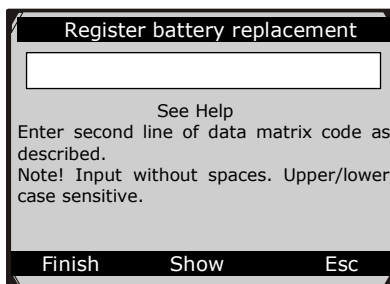 Register battery replacement
See Help
Enter second line of data matrix code as
described.
Note! Input without spaces. Upper/lower
case sensitive.
Finish Show Esc